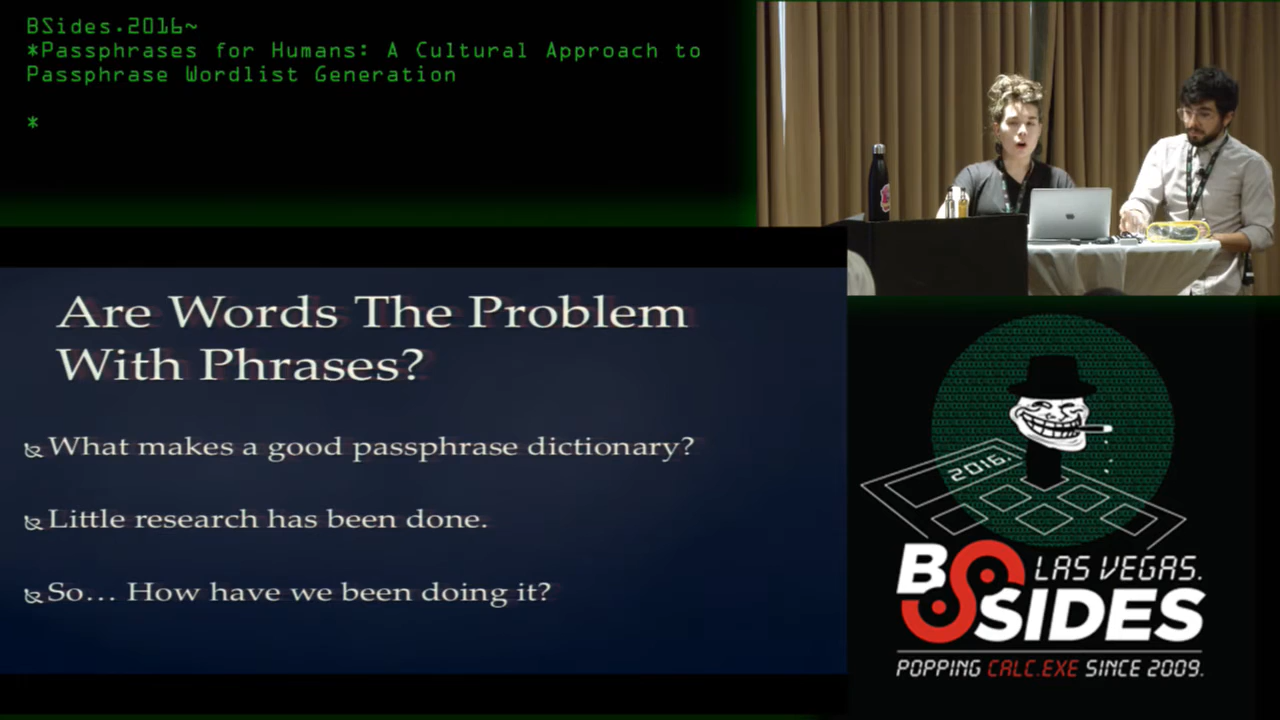 BSides.2016~
*Passphrases for Humans: A Cultural Approach to
Passphrase Wordlist Generation
*
Are Words The Problem
With Phrases?
What makes a good passphrase dictionary?
Little research has been done.
So... How have we been doing it?
2016.
BSIDES
LAS VEGAS.
POPPING CALC.EXE SINCE 2009.